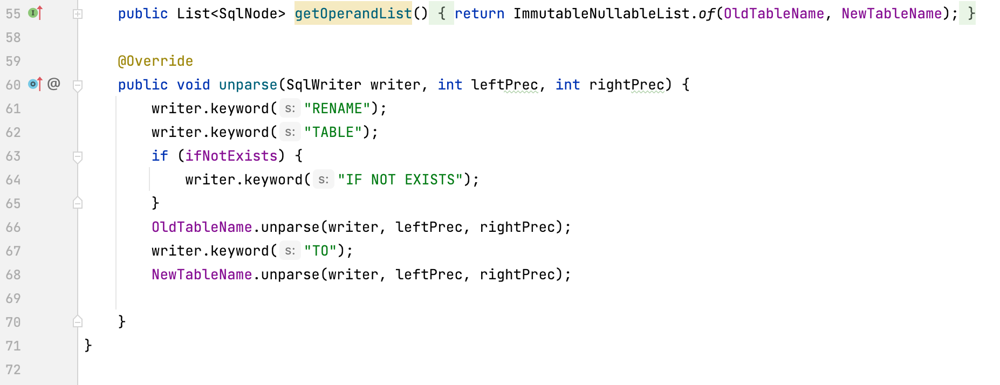 55 public List<SqlNode> getOperandList() { return ImmutableNullableList.of(OldTableName, NewTableName); }
58
59 @Override
60 @ public void unparse(SqlWriter writer, int leftPrec, int rightPrec) {
61 writer.keyword( s: "RENAME");
62 writer.keyword( s: "TABLE");
63 if (ifNotExists) {
64 writer.keyword( s: "IF NOT EXISTS");
65 }
66 OldTableName.unparse(writer, leftPrec, rightPrec);
67 writer.keyword( s: "TO");
68 NewTableName.unparse(writer, leftPrec, rightPrec);
69
70 }
71 }
72